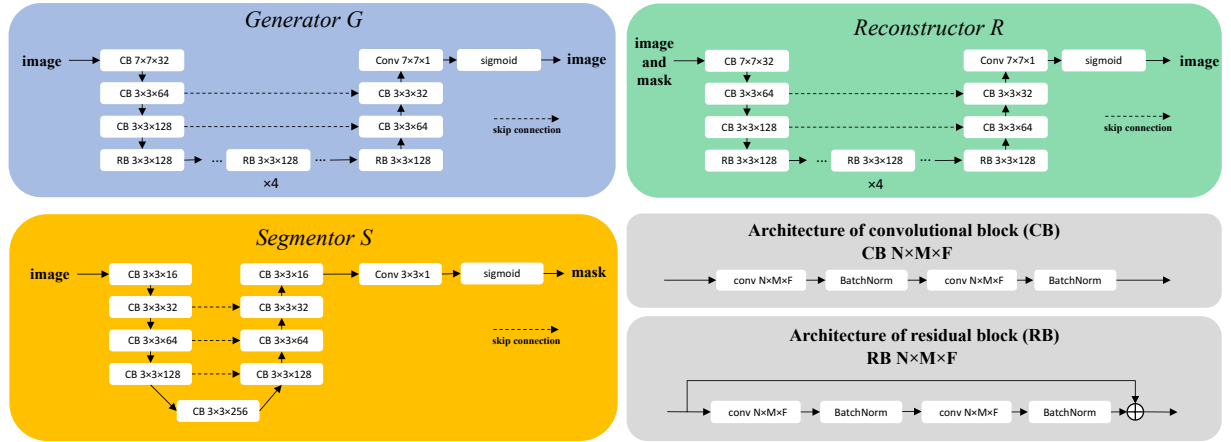 Generator G
image
CB 7×7×32
Conv 7×7×1
sigmoid
image
CB 3×3×64
CB 3×3×32
CB 3×3×128
CB 3×3×64
skip connection
RB 3×3×128
...
RB 3×3×128
...
RB 3×3×128
×4
Reconstructor R
image
and
mask
CB 7×7×32
Conv 7×7×1
sigmoid
image
CB 3×3×64
CB 3×3×32
CB 3×3×128
CB 3×3×64
skip connection
RB 3×3×128
...
RB 3×3×128
...
RB 3×3×128
×4
Segmentor S
image
CB 3×3×16
CB 3×3×16
Conv 3×3×1
sigmoid
mask
CB 3×3×32
CB 3×3×32
CB 3×3×64
CB 3×3×64
skip connection
CB 3×3×128
CB 3×3×128
CB 3×3×256
Architecture of convolutional block (CB)
CB N×M×F
conv N×M×F
BatchNorm
conv N×M×F
BatchNorm
Architecture of residual block (RB)
RB N×M×F
conv N×M×F
BatchNorm
conv N×M×F
BatchNorm